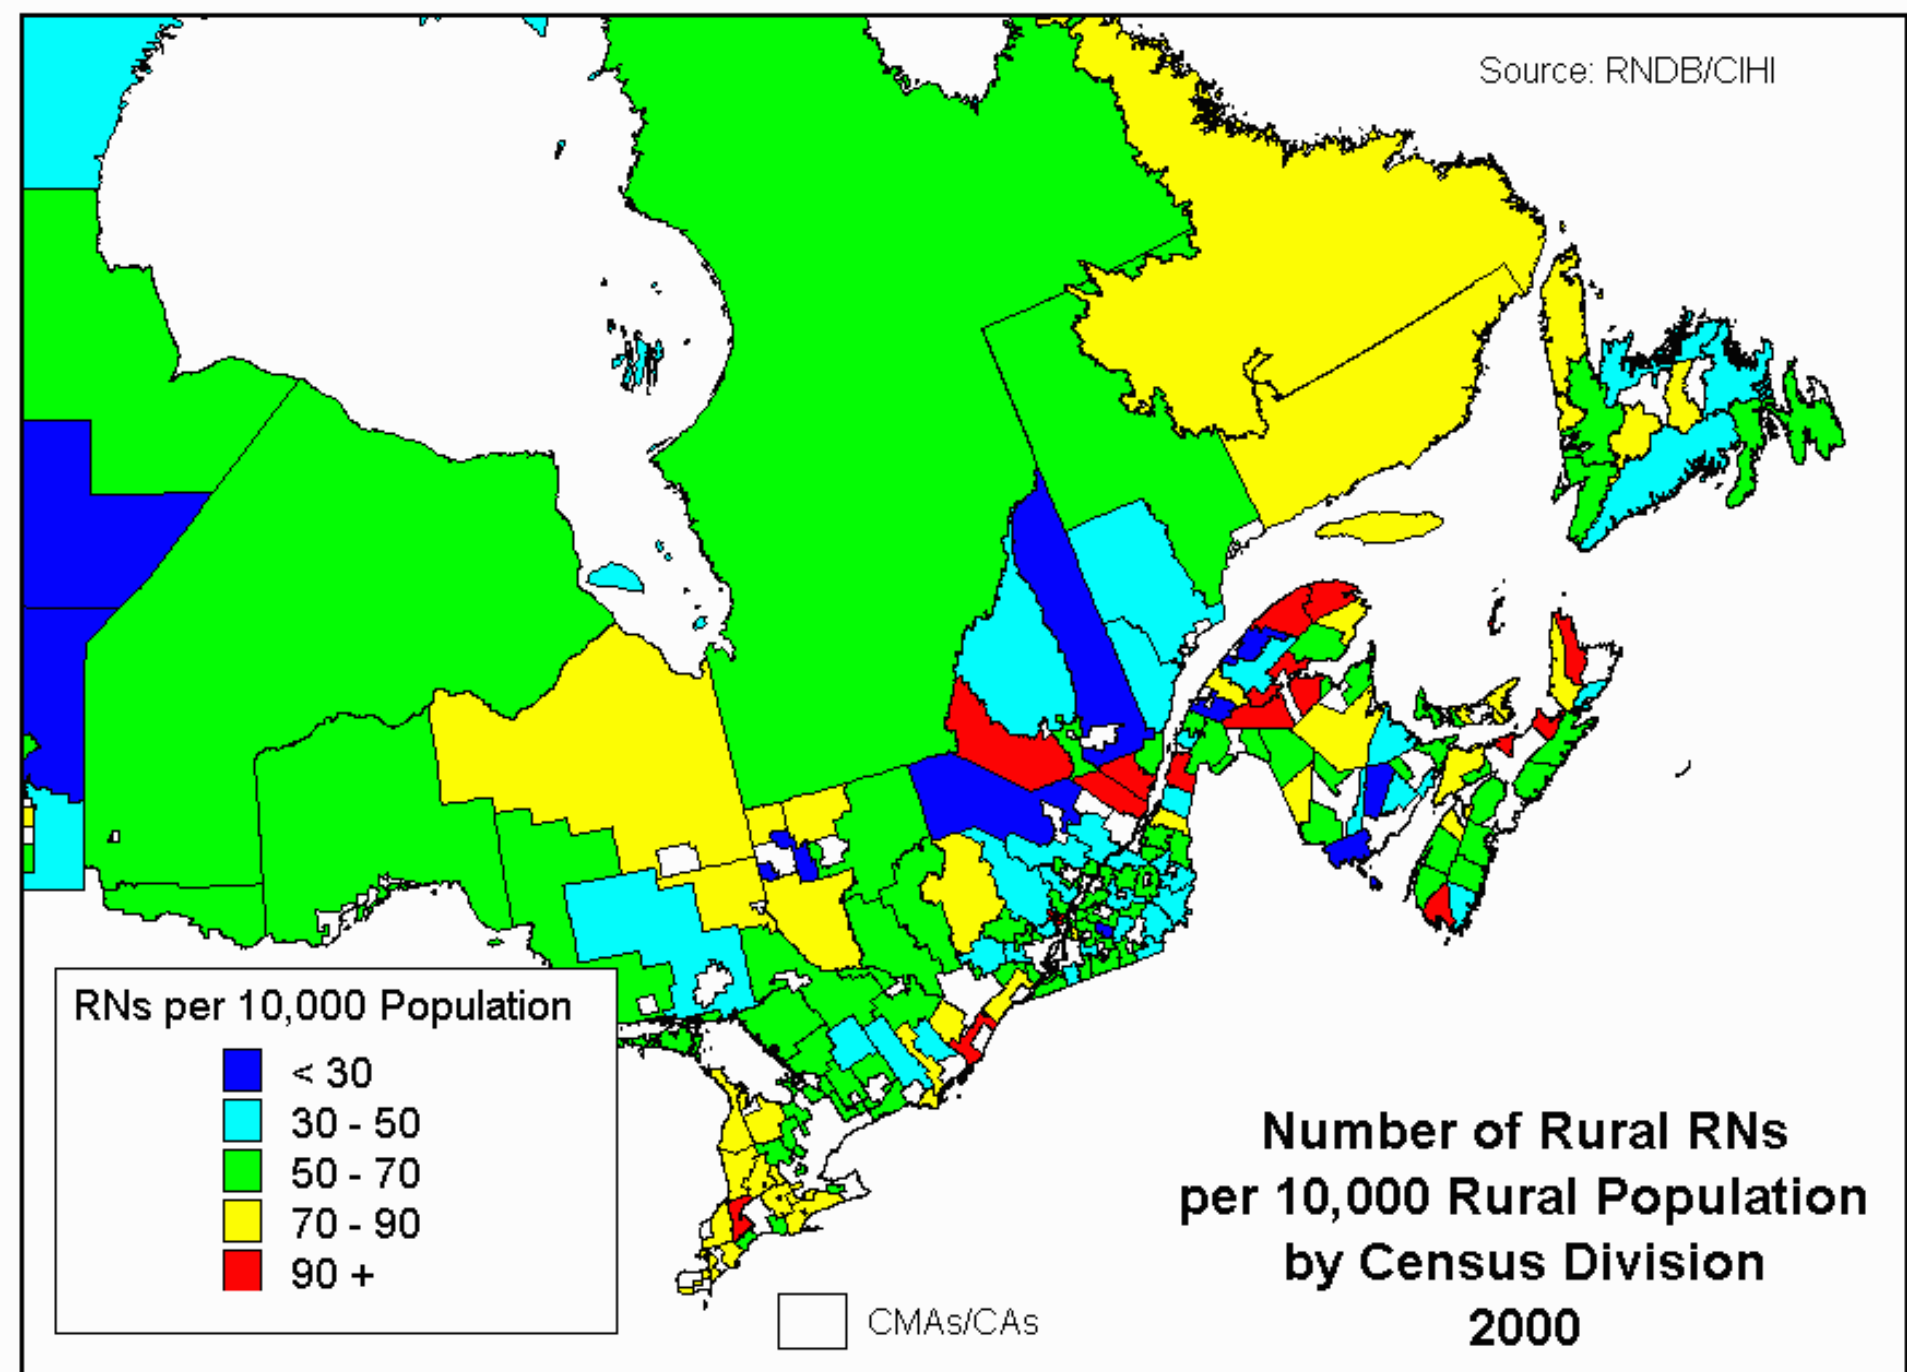 Source: RNDB/CIHI
RNs per 10,000 Population
< 30
30 - 50
50 - 70
70 - 90
90 +
Number of Rural RNs
per 10,000 Rural Population
by Census Division
2000
CMAs/CAs